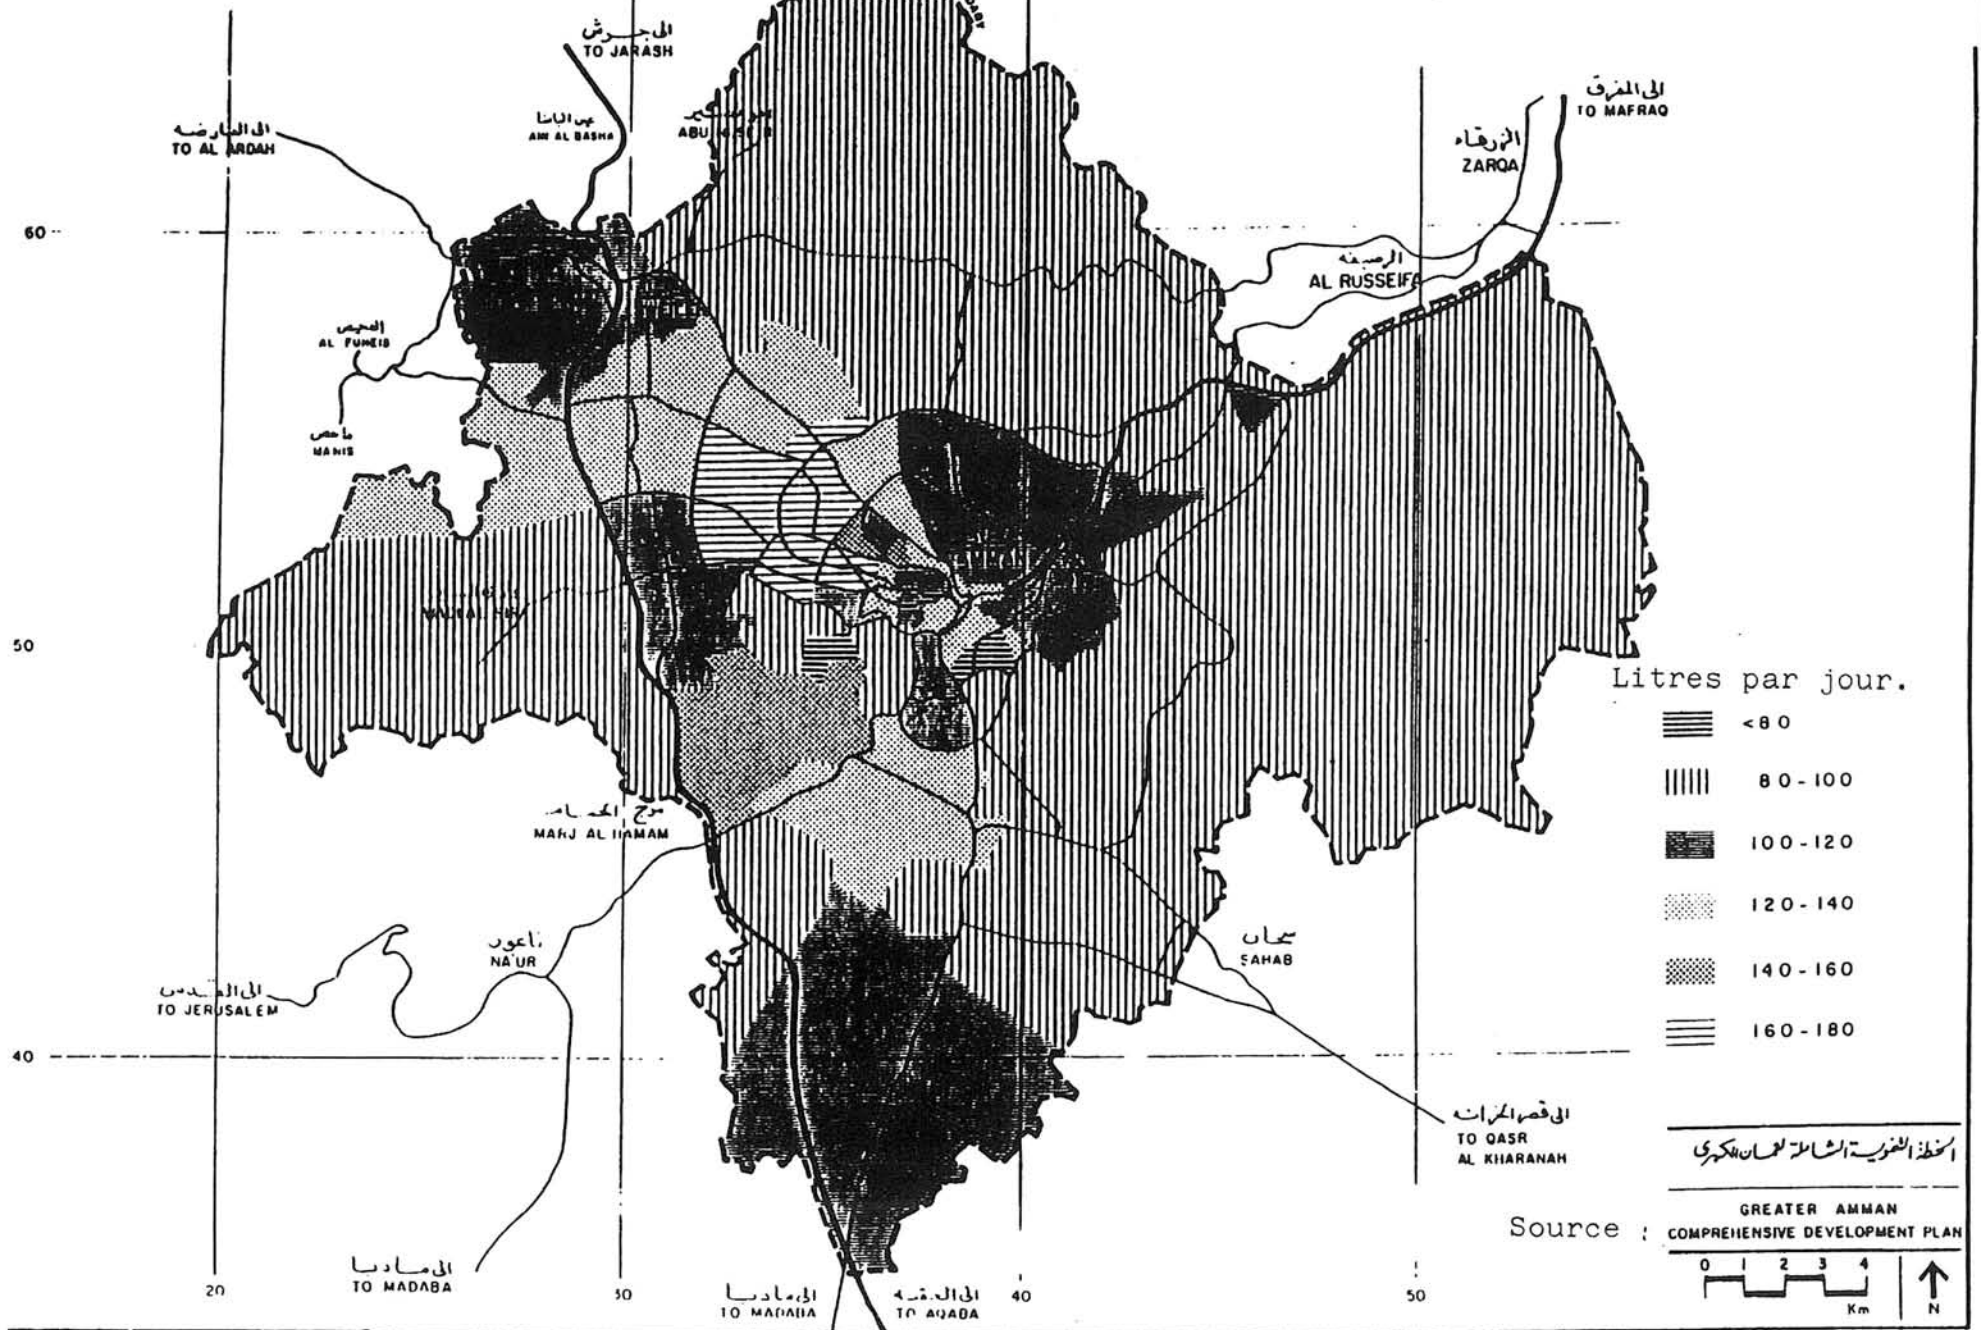 الى جرش
TO JARASH
عين الباشا
AIN AL BASHA
ABU
الى العارضه
TO AL ARDAH
الى المفرق
TO MAFRAQ
الزرقاء
ZARQA
60
الرصيفه
AL RUSSEIFA
الفحيص
AL FUHEIS
ماحص
MAHIS
AMMAN
50
Litres par jour.
<80
80-100
100-120
120-140
140-160
160-180
مرج الحمام
MARJ AL HAMAM
ناعور
NA'UR
سحاب
SAHAB
الى القدس
TO JERUSALEM
40
الى قصر الخرانه
TO QASR
AL KHARANAH
الخطة التنموية الشاملة لعمان الكبرى
GREATER AMMAN
COMPREHENSIVE DEVELOPMENT PLAN
Source :
0 1 2 3 4
Km
N
الى مادبا
TO MADABA
الى مادبا
TO MADABA
الى العقبة
TO AQABA
20
30
40
50